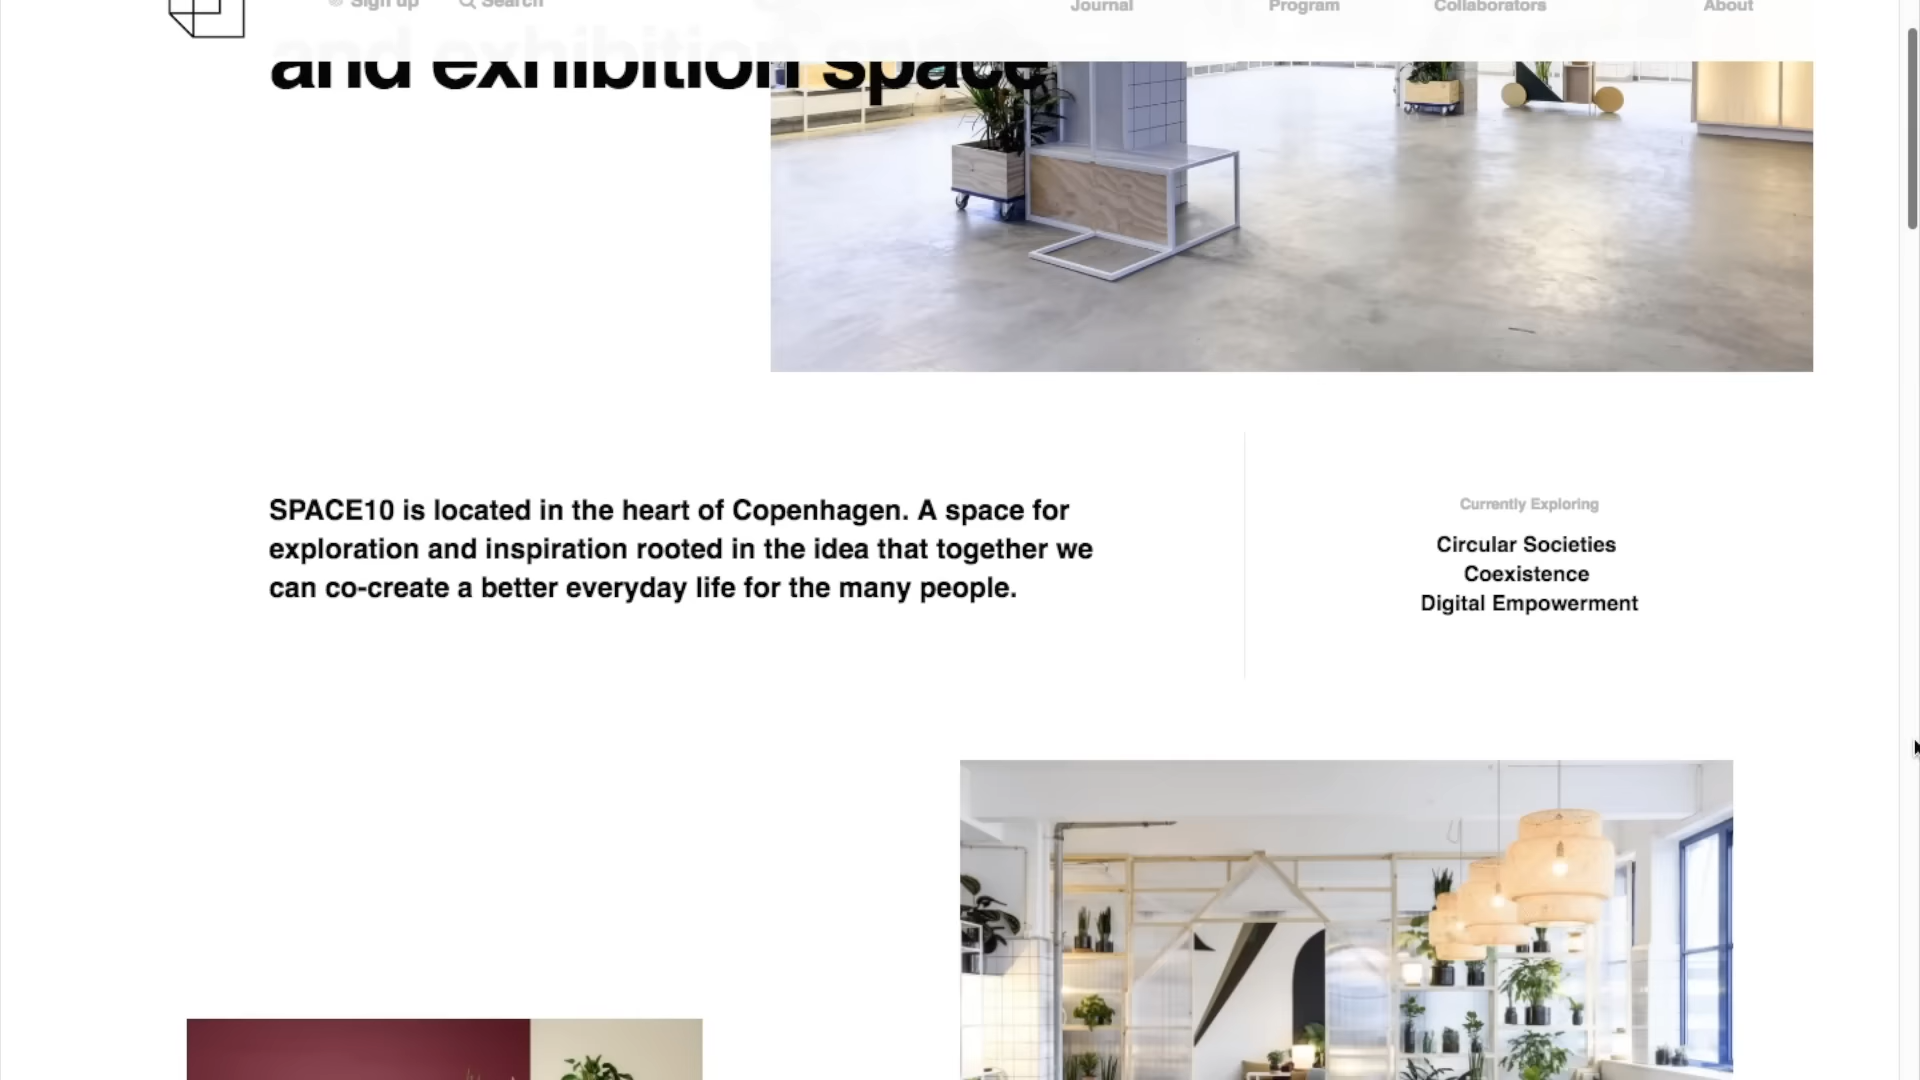 Sign up
Search
Journal
Program
Collaborators
About
and exhibition space
SPACE10 is located in the heart of Copenhagen. A space for
exploration and inspiration rooted in the idea that together we
can co-create a better everyday life for the many people.
Currently Exploring
Circular Societies
Coexistence
Digital Empowerment